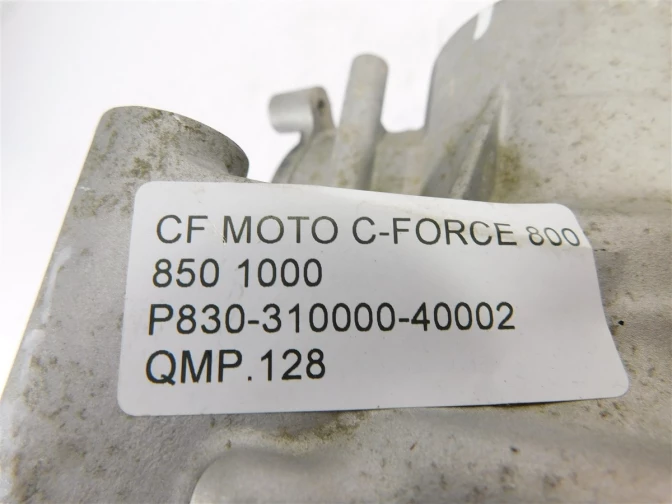 CF MOTO C-FORCE 800
850 1000
P830-310000-40002
QMP.128